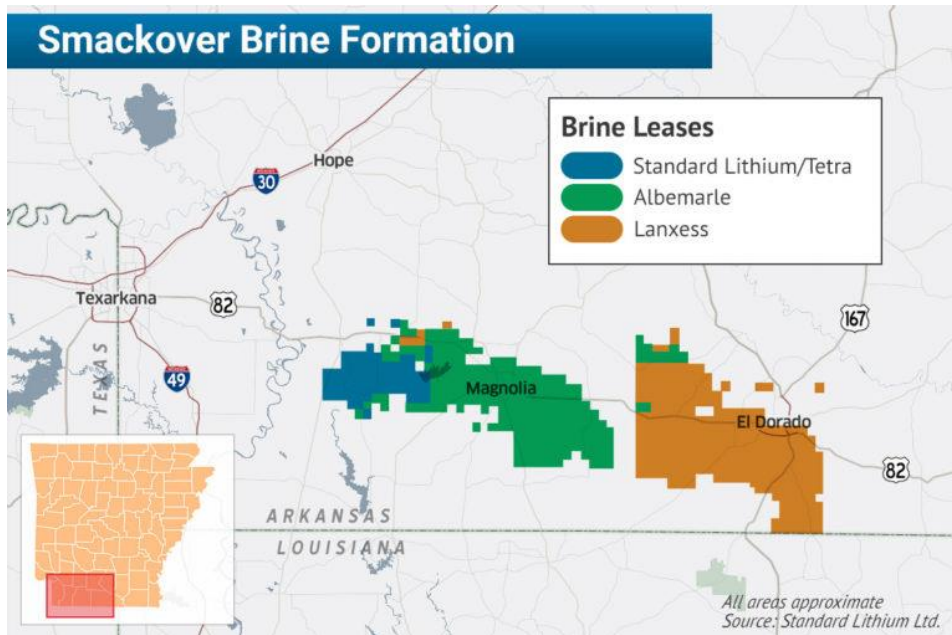 Smackover Brine Formation
Brine Leases
Standard Lithium/Tetra
Albemarle
Lanxess
Hope
30
Texarkana
82
167
TEXAS
49
Magnolia
El Dorado
82
ARKANSAS
LOUISIANA
All areas approximate
Source: Standard Lithium Ltd.